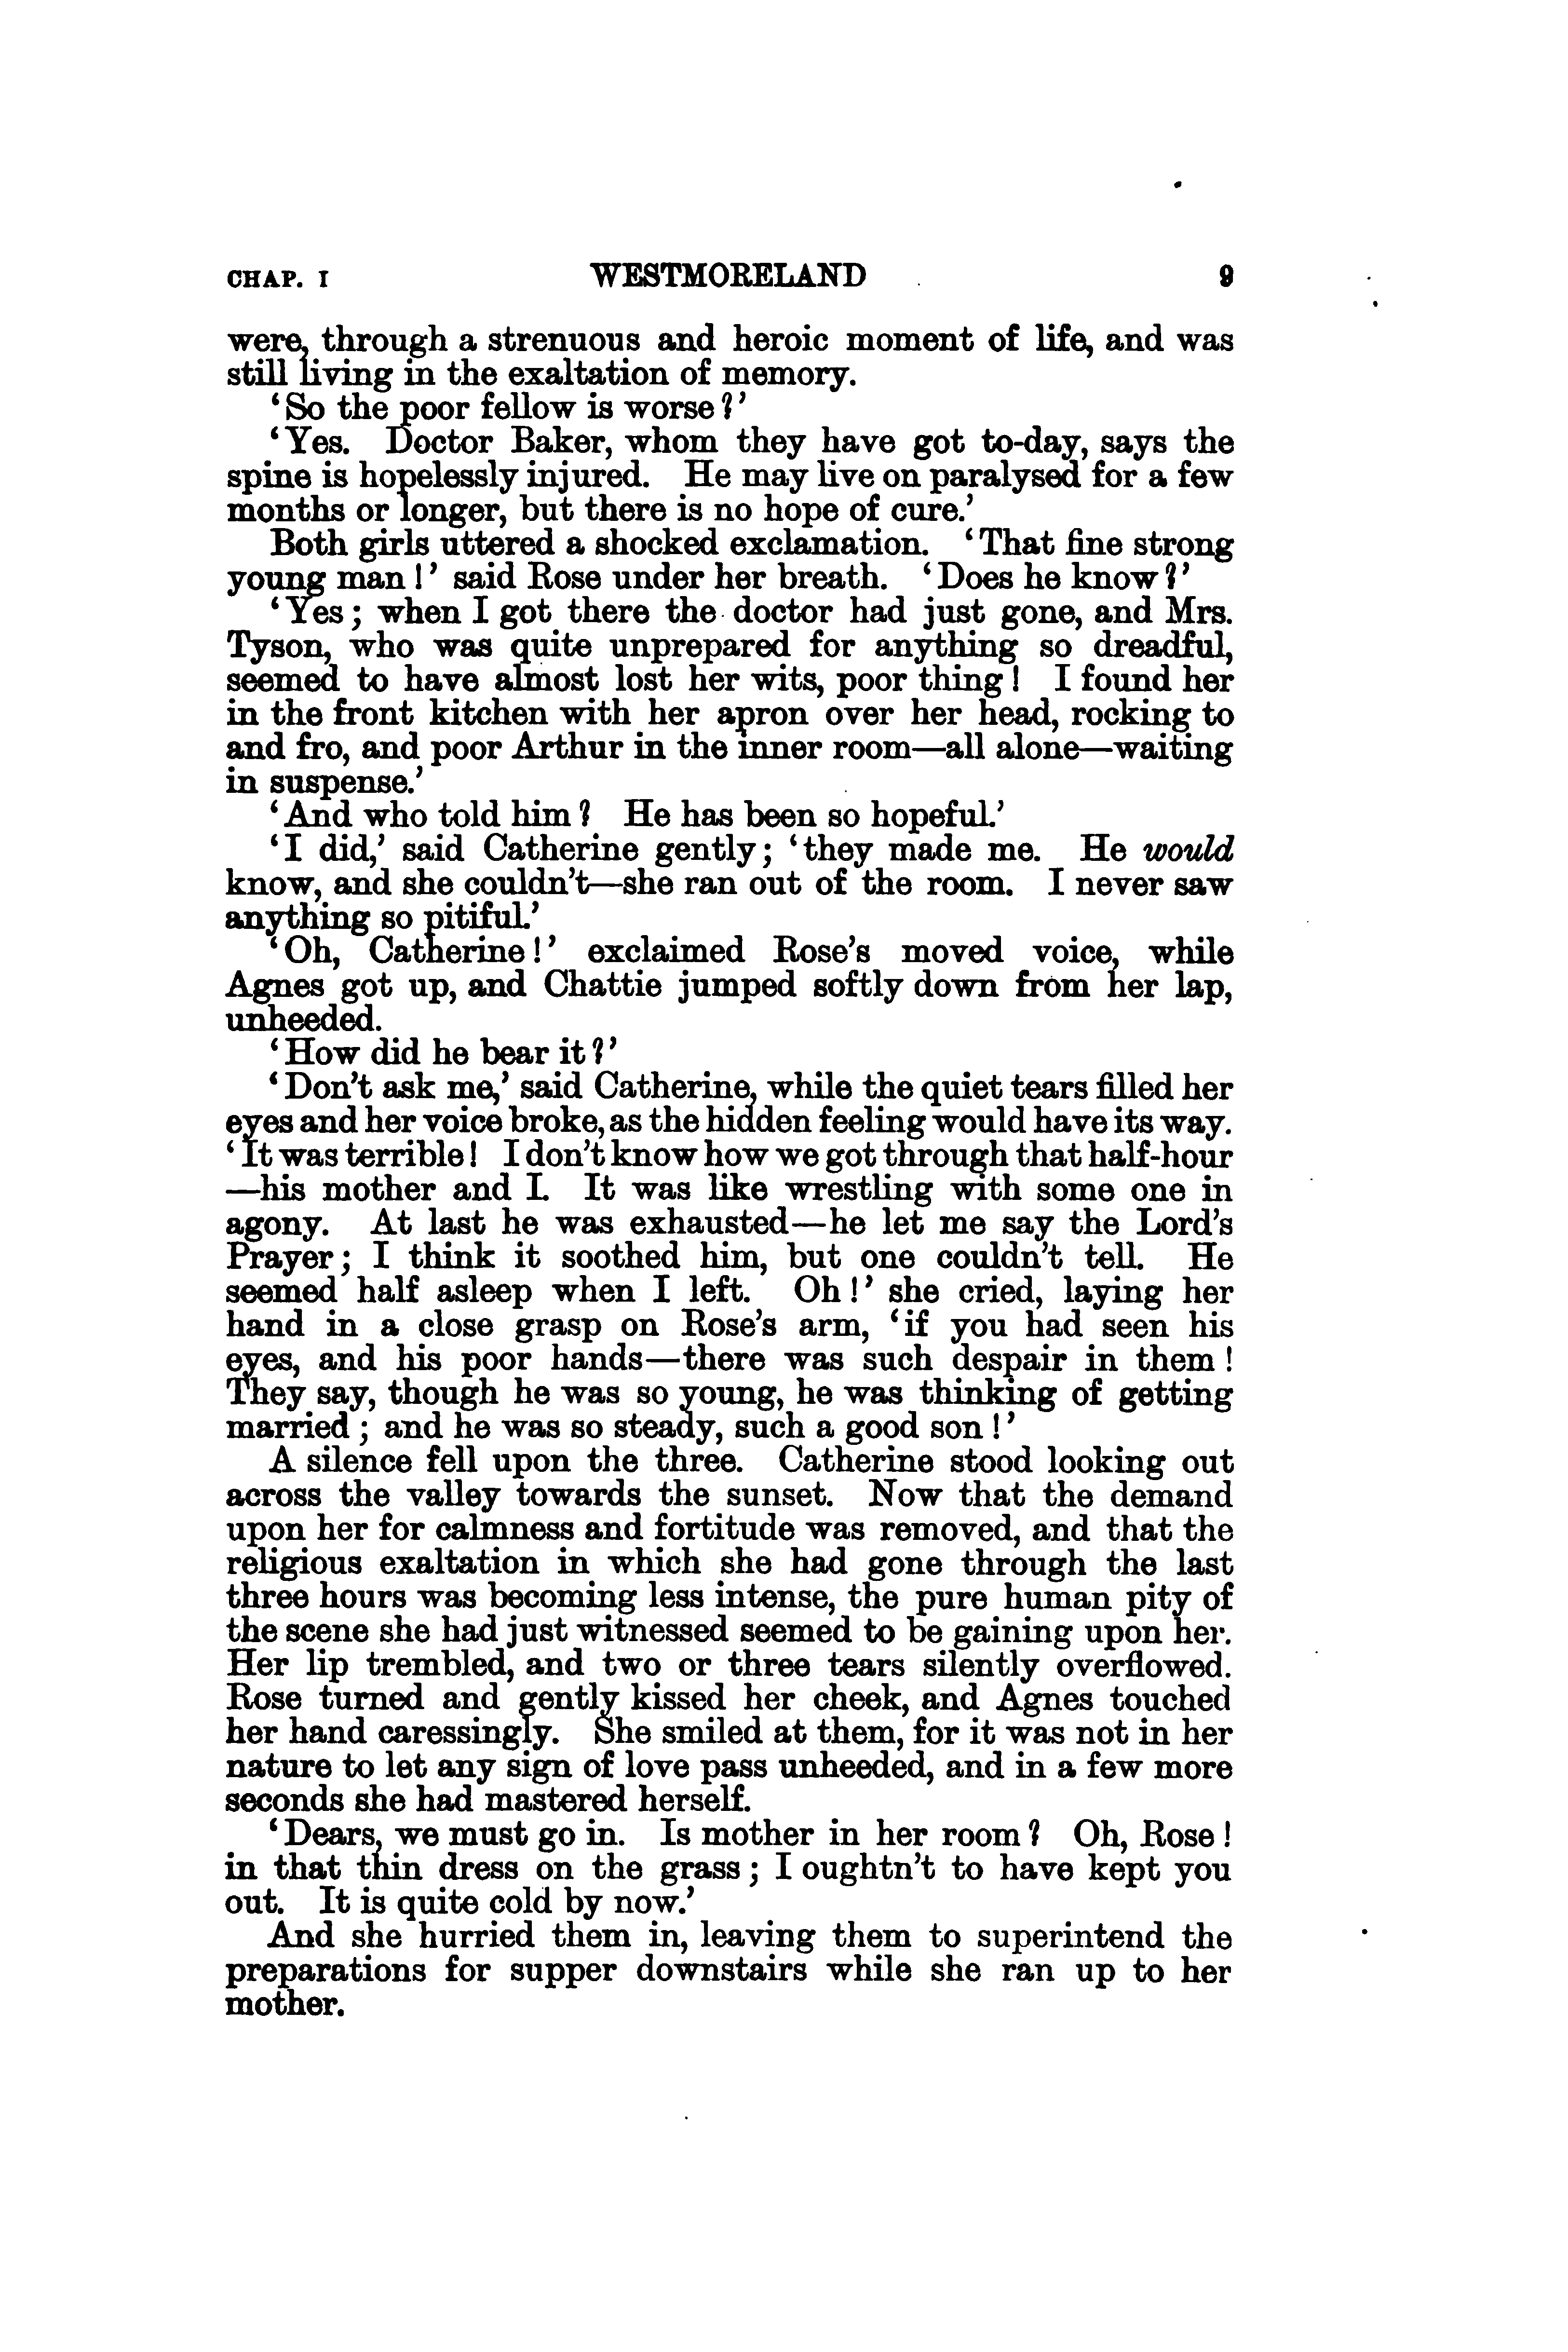 CHAP. I WESTMORELAND 9
were, through a strenuous and heroic moment of life, and was
still living in the exaltation of memory.
‘So the poor fellow is worse?’
‘Yes. Doctor Baker, whom they have got to-day, says the
spine is hopelessly injured. He may live on paralysed for a few
months or longer, but there is no hope of cure.’
Both girls uttered a shocked exclamation. ‘That fine strong
young man!’ said Rose under her breath. ‘Does he know?’
‘Yes; when I got there the doctor had just gone, and Mrs.
Tyson, who was quite unprepared for anything so dreadful,
seemed to have almost lost her wits, poor thing! I found her
in the front kitchen with her apron over her head, rocking to
and fro, and poor Arthur in the inner room—all alone—waiting
in suspense.’
‘And who told him? He has been so hopeful.’
‘I did,’ said Catherine gently; ‘they made me. He would
know, and she couldn’t—she ran out of the room. I never saw
anything so pitiful.’
‘Oh, Catherine!’ exclaimed Rose’s moved voice, while
Agnes got up, and Chattie jumped softly down from her lap,
unheeded.
‘How did he bear it?’
‘Don’t ask me,’ said Catherine, while the quiet tears filled her
eyes and her voice broke, as the hidden feeling would have its way.
‘It was terrible! I don’t know how we got through that half-hour
—his mother and I. It was like wrestling with some one in
agony. At last he was exhausted—he let me say the Lord’s
Prayer; I think it soothed him, but one couldn’t tell. He
seemed half asleep when I left. Oh!’ she cried, laying her
hand in a close grasp on Rose’s arm, ‘if you had seen his
eyes, and his poor hands—there was such despair in them!
They say, though he was so young, he was thinking of getting
married; and he was so steady, such a good son!’
A silence fell upon the three. Catherine stood looking out
across the valley towards the sunset. Now that the demand
upon her for calmness and fortitude was removed, and that the
religious exaltation in which she had gone through the last
three hours was becoming less intense, the pure human pity of
the scene she had just witnessed seemed to be gaining upon her.
Her lip trembled, and two or three tears silently overflowed.
Rose turned and gently kissed her cheek, and Agnes touched
her hand caressingly. She smiled at them, for it was not in her
nature to let any sign of love pass unheeded, and in a few more
seconds she had mastered herself.
‘Dears, we must go in. Is mother in her room? Oh, Rose!
in that thin dress on the grass; I oughtn’t to have kept you
out. It is quite cold by now.’
And she hurried them in, leaving them to superintend the
preparations for supper downstairs while she ran up to her
mother.